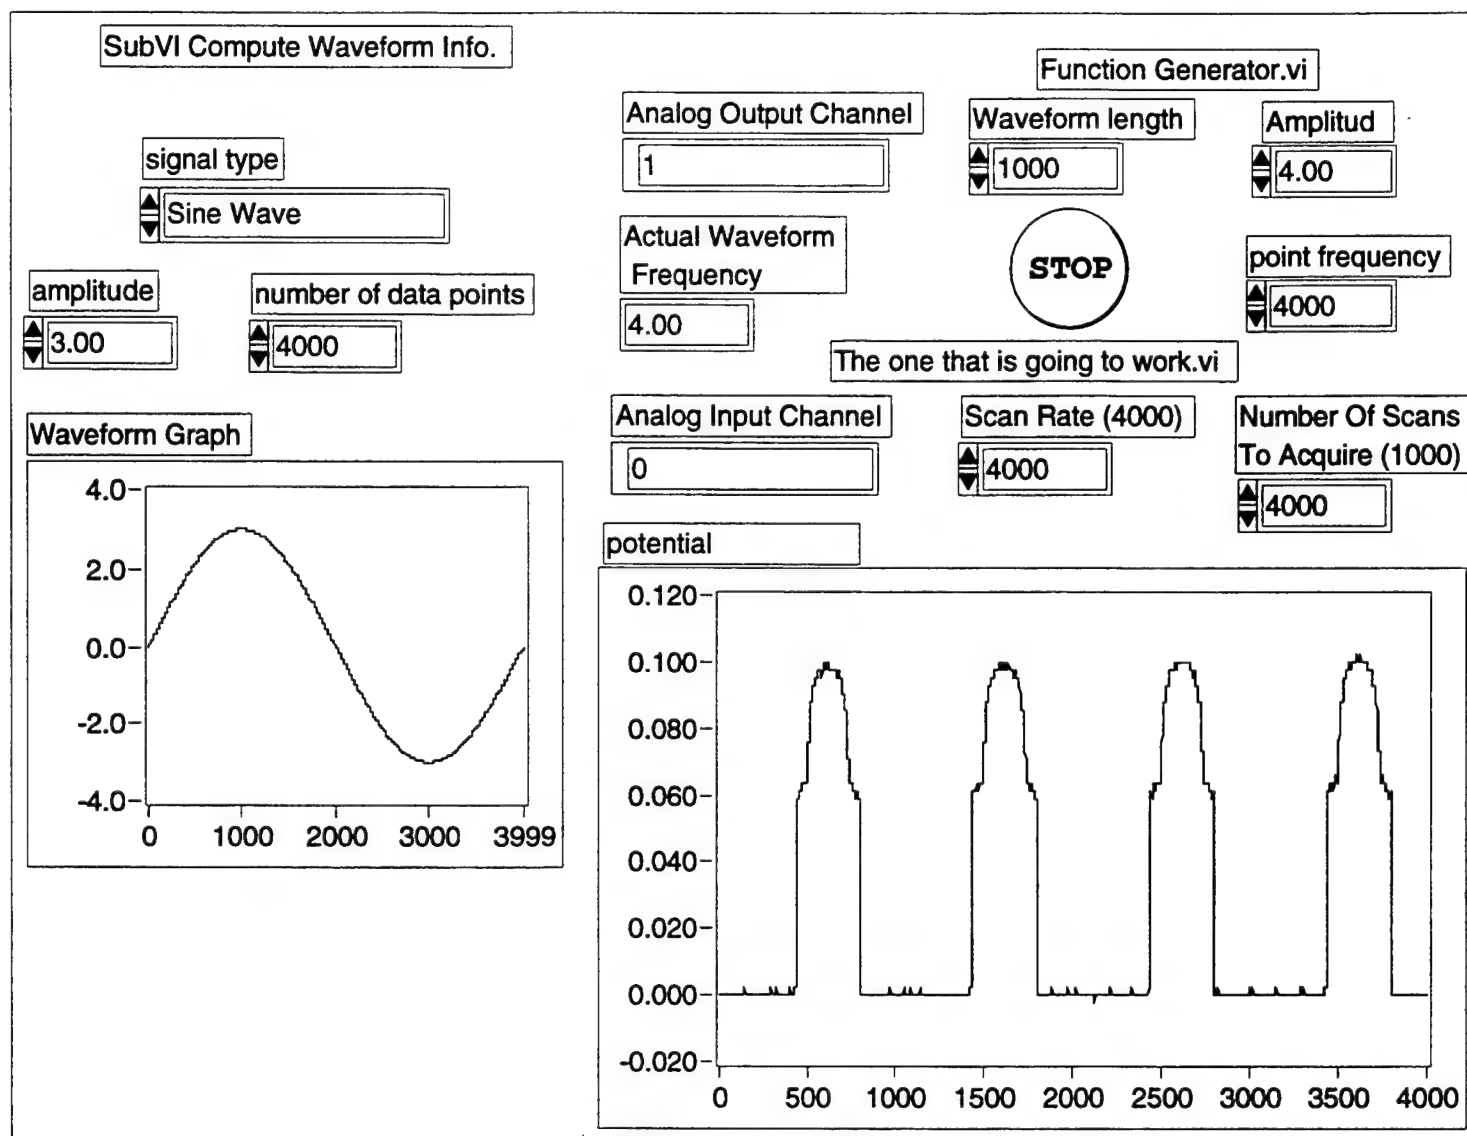 SubVI Compute Waveform Info.
signal type
Sine Wave
amplitude
3.00
number of data points
4000
Waveform Graph
4.0
2.0
0.0
-2.0
-4.0
0 1000 2000 3000 3999
Function Generator.vi
Analog Output Channel
1
Waveform length
1000
Amplitud
4.00
Actual Waveform
Frequency
4.00
STOP
point frequency
4000
The one that is going to work.vi
Analog Input Channel
0
Scan Rate (4000)
4000
Number Of Scans
To Acquire (1000)
4000
potential
0.120
0.100
0.080
0.060
0.040
0.020
0.000
-0.020
0 500 1000 1500 2000 2500 3000 3500 4000